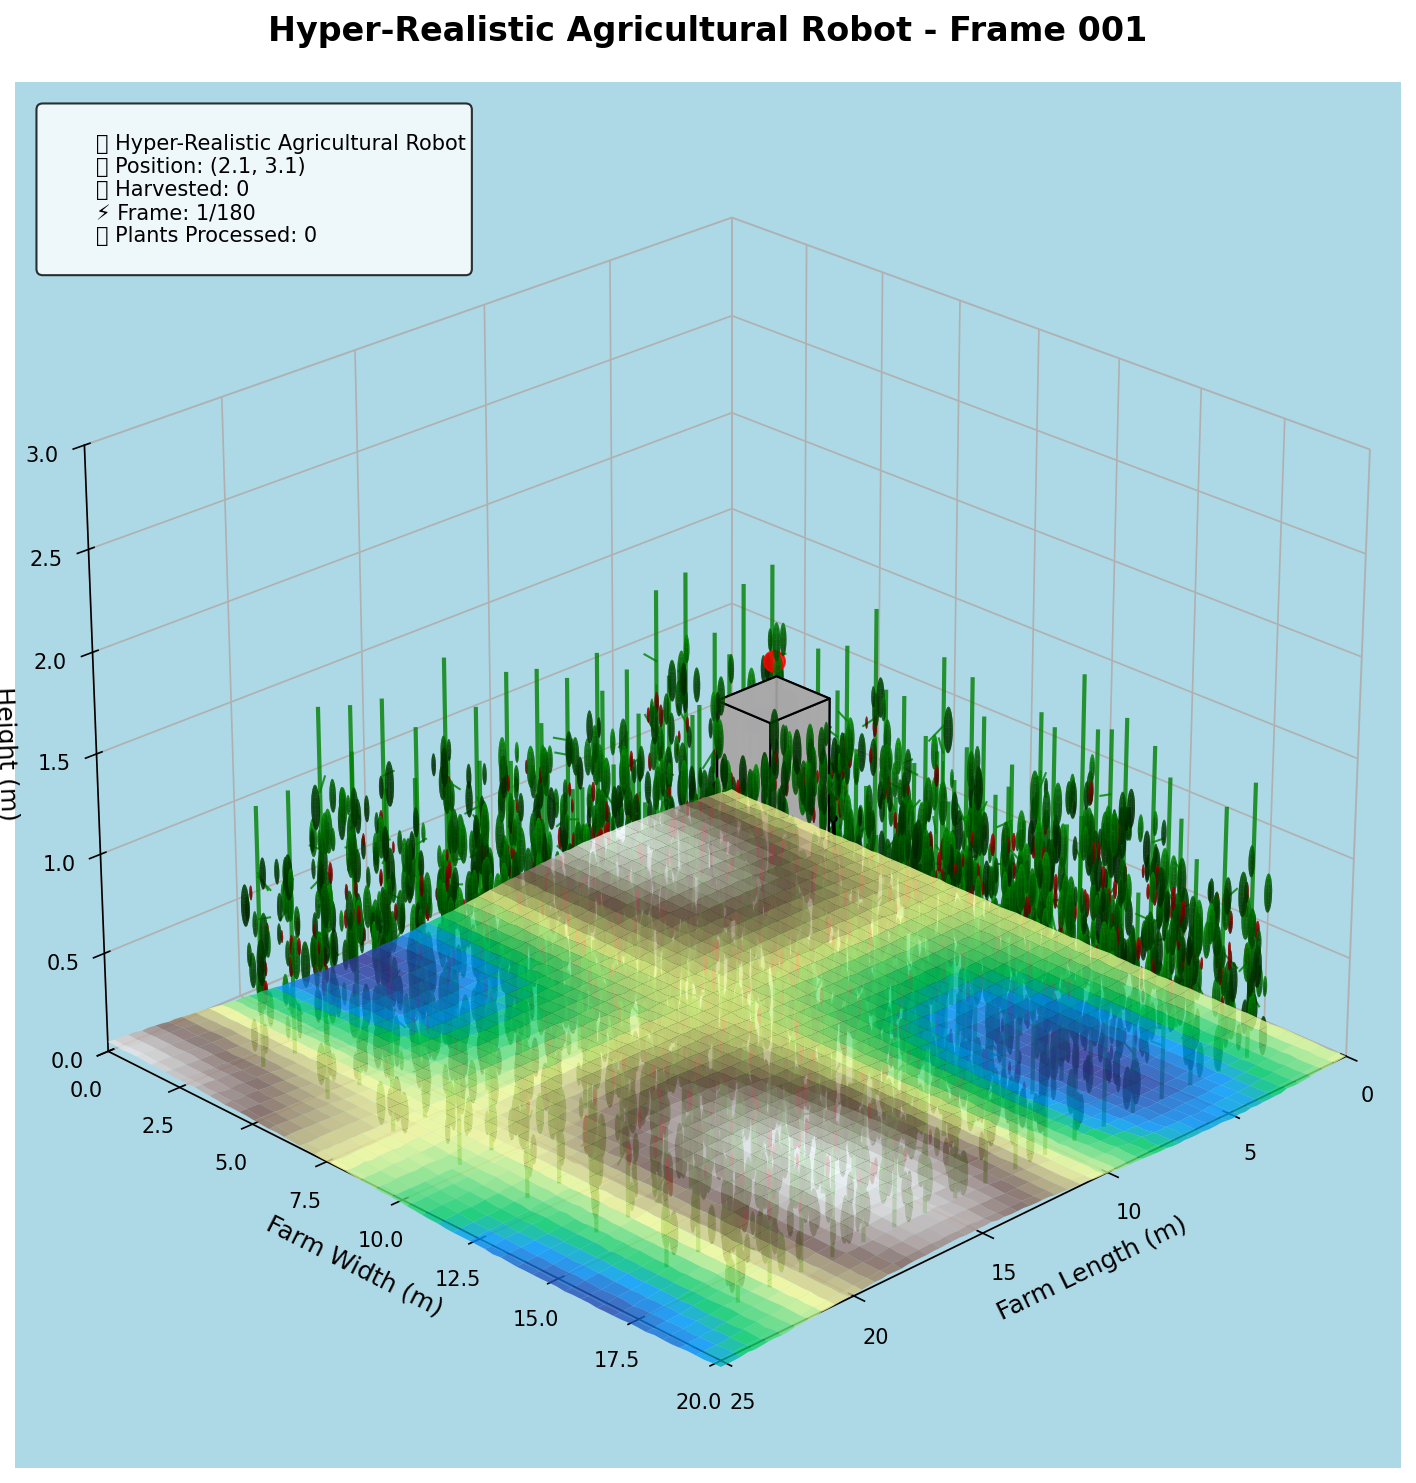 Hyper-Realistic Agricultural Robot - Frame 001
▯ Hyper-Realistic Agricultural Robot
▯ Position: (2.1, 3.1)
▯ Harvested: 0
⚡ Frame: 1/180
▯ Plants Processed: 0
3.0
2.5
2.0
1.5
1.0
0.5
0.0
Height (m)
0.0
2.5
5.0
7.5
10.0
12.5
15.0
17.5
20.0
Farm Width (m)
25
20
15
10
5
0
Farm Length (m)